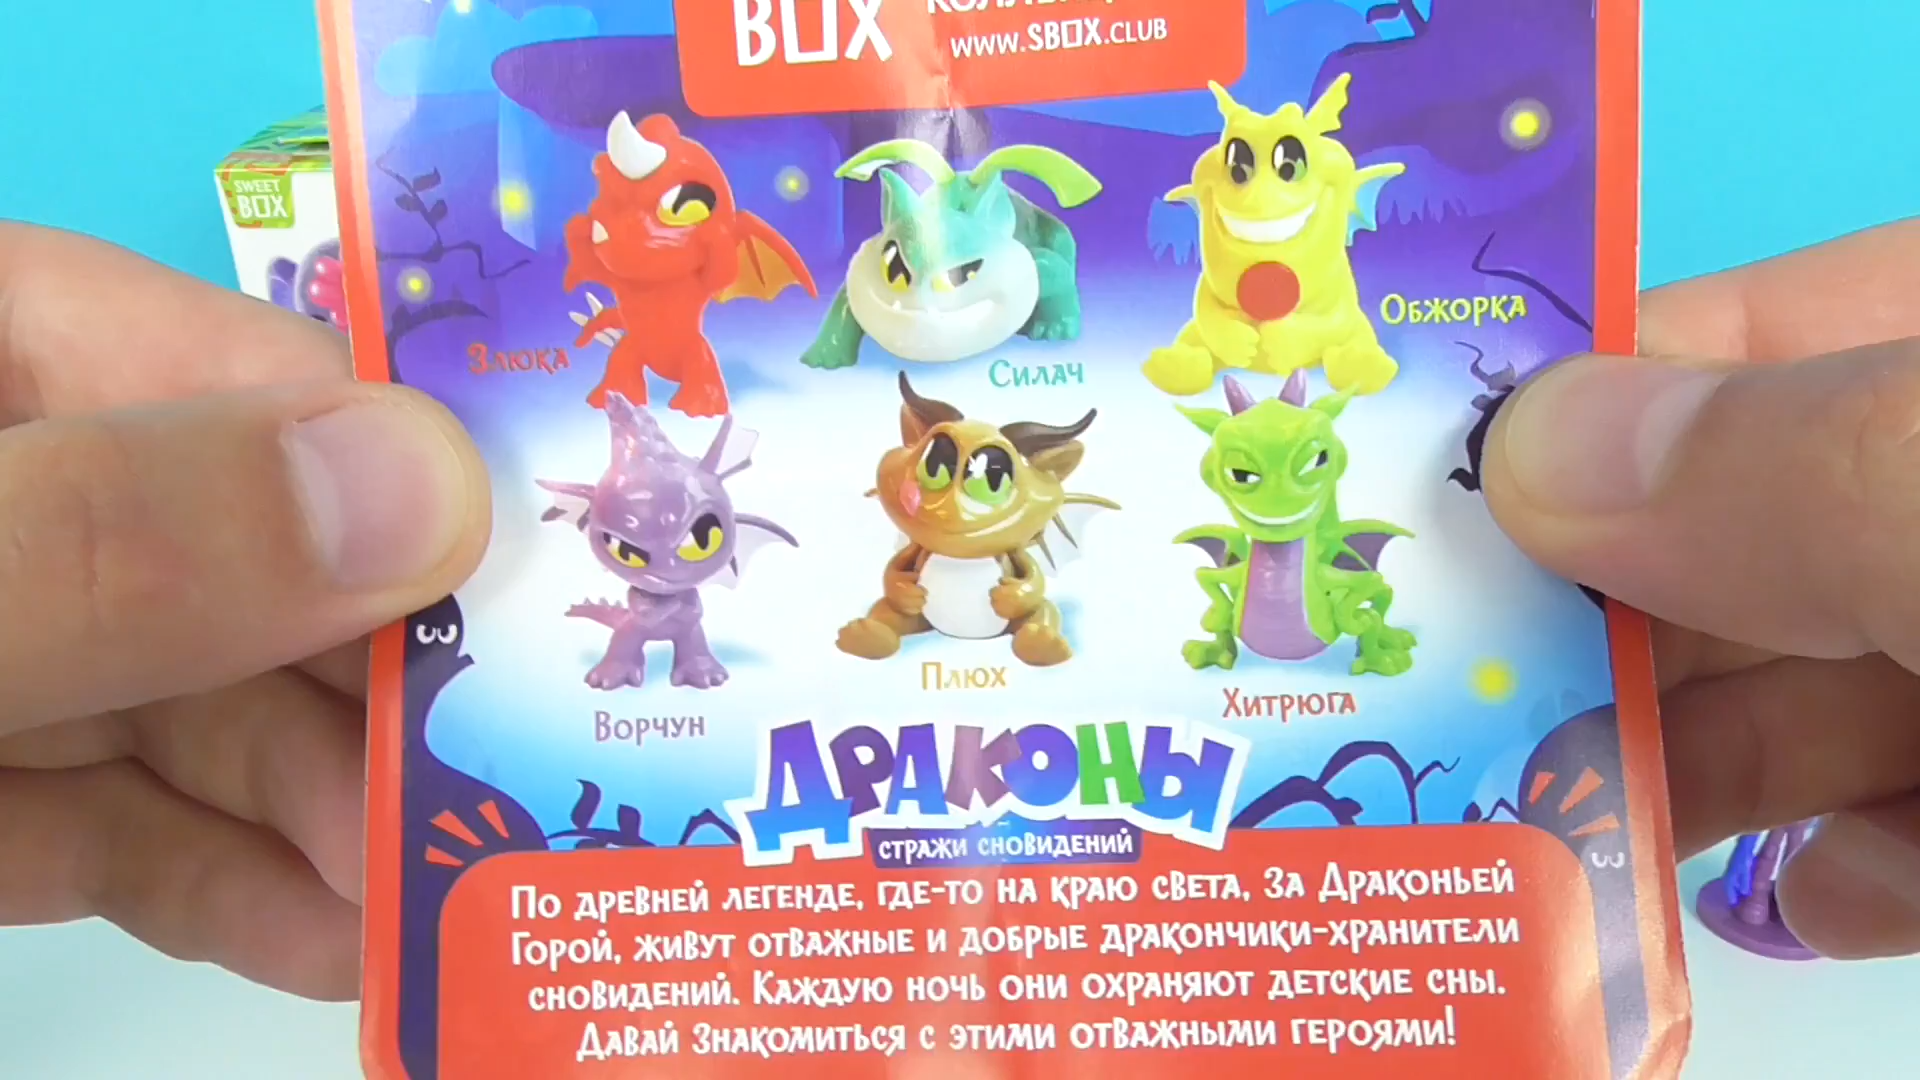 BOX
WWW.SBOX.CLUB
SWEET
BOX
Злюка
Силач
Обжорка
Ворчун
Плюх
Хитрюга
Драконы
стражи сновидений
По древней легенде, где-то на краю света, за Драконьей
Горой, живут отважные и добрые дракончики-хранители
сновидений. Каждую ночь они охраняют детские сны.
Давай знакомиться с этими отважными героями!